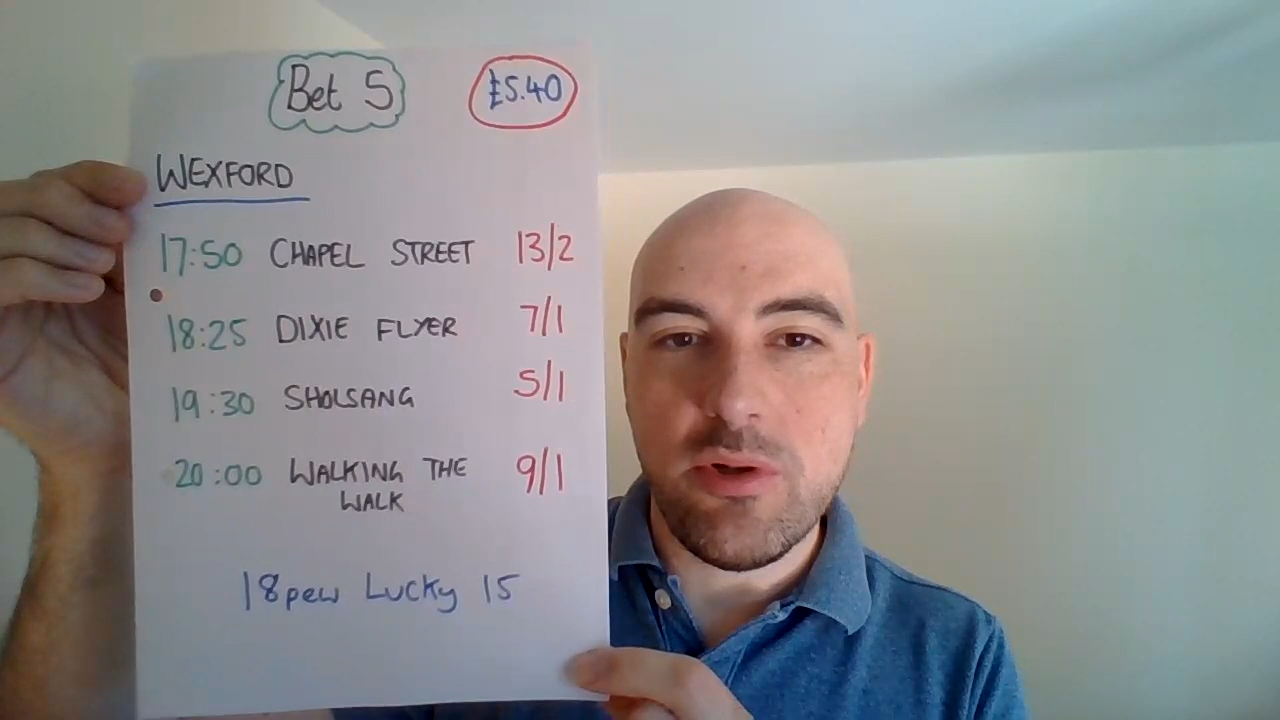 Bet 5 £5.40
WEXFORD
17:50 CHAPEL STREET 13/2
18:25 DIXIE FLYER 7/1
19:30 SHOLSANG 5/1
20:00 WALKING THE 9/1
WALK
18pew Lucky 15